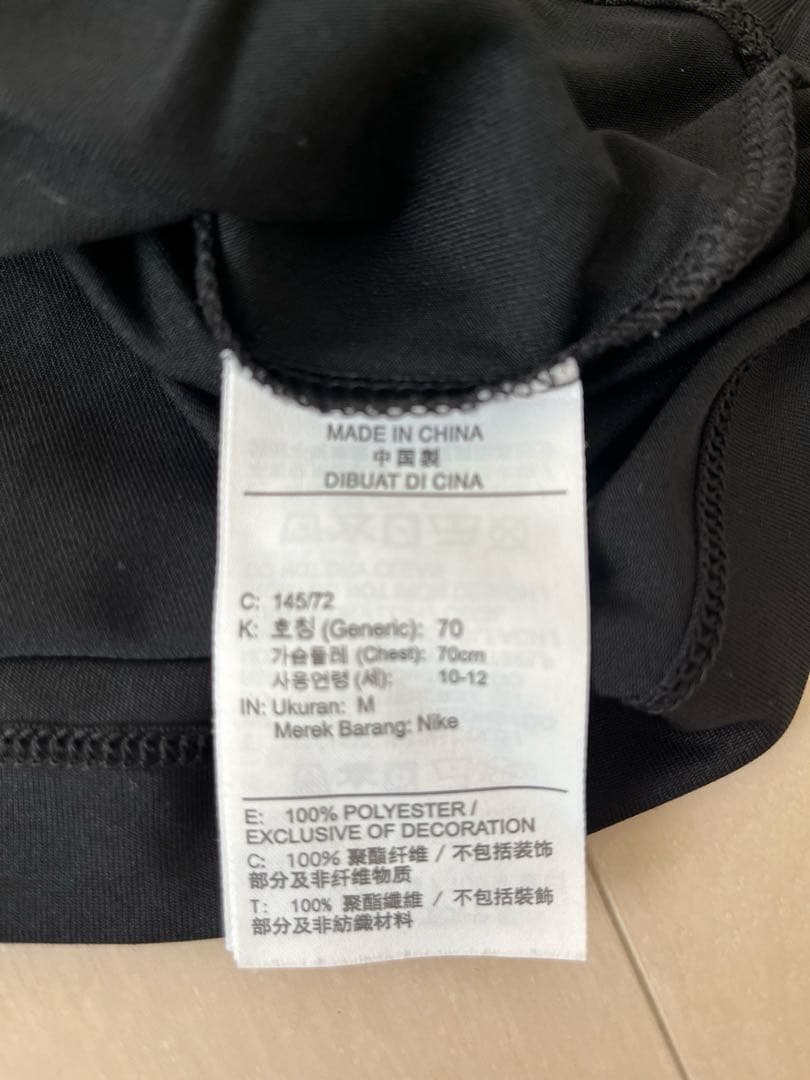 MADE IN CHINA
中国製
DIBUAT DI CINA
C: 145/72
K: 호칭 (Generic): 70
가슴둘레 (Chest): 70cm
사용연령 (세): 10-12
IN: Ukuran: M
Merek Barang: Nike
E: 100% POLYESTER /
EXCLUSIVE OF DECORATION
C: 100% 聚酯纤维 / 不包括装饰
部分及非纤维物质
T: 100% 聚酯纖維 / 不包括裝飾
部分及非紡織材料